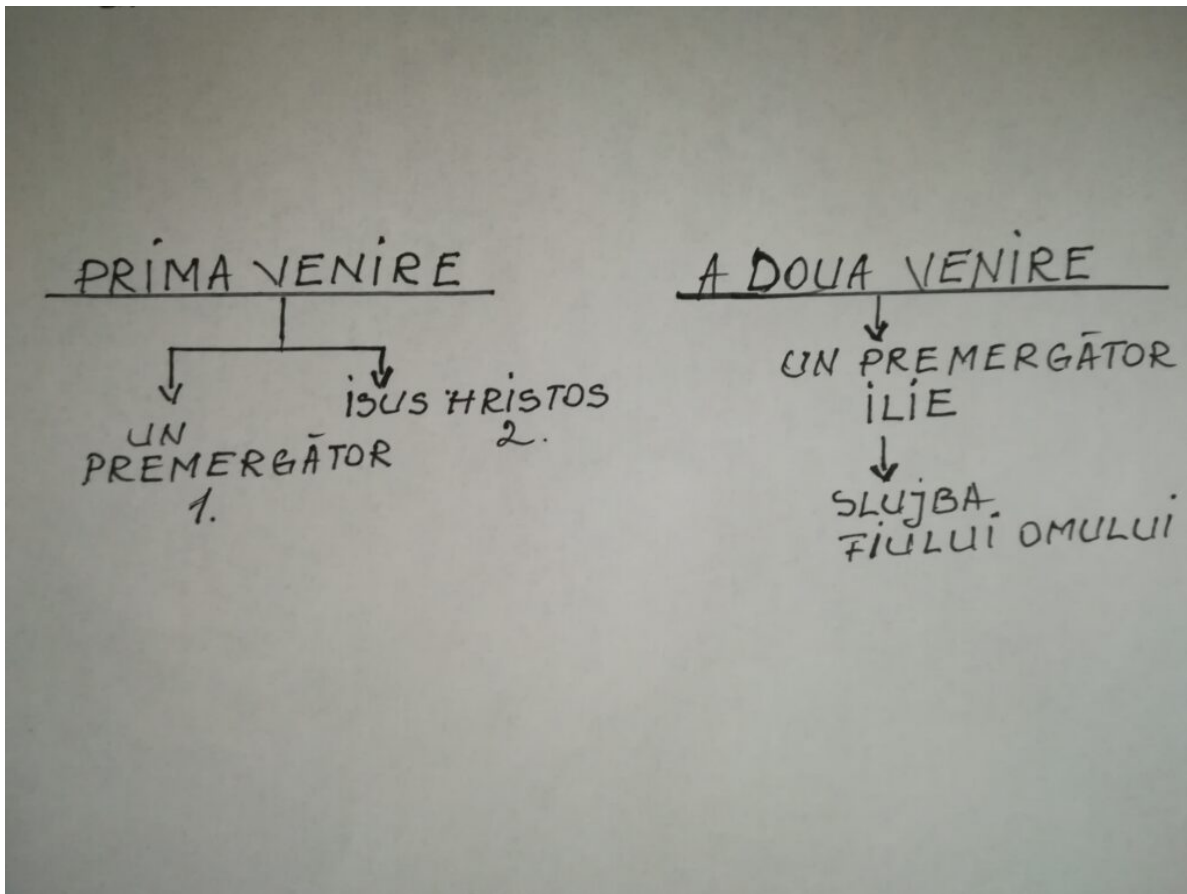 PRIMA VENIRE
UN
PREMERGĂTOR
1.
ISUS HRISTOS
2.
A DOUA VENIRE
UN PREMERGĂTOR
ILIE
SLUJBA
FIULUI OMULUI